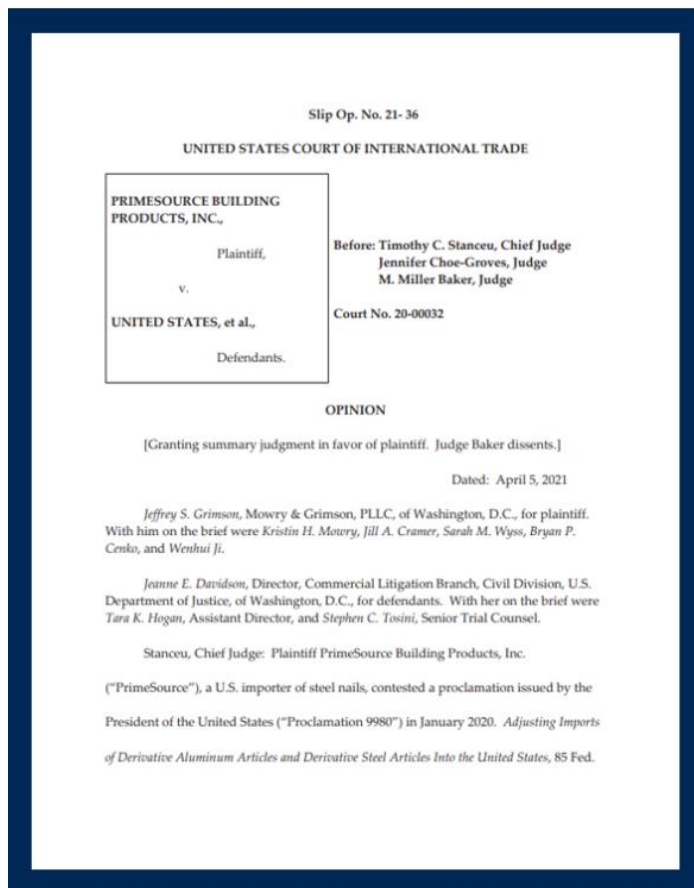 Slip Op. No. 21- 36
UNITED STATES COURT OF INTERNATIONAL TRADE
PRIMESOURCE BUILDING
PRODUCTS, INC.,
Plaintiff,
v.
UNITED STATES, et al.,
Defendants.
Before: Timothy C. Stanceu, Chief Judge
Jennifer Choe-Groves, Judge
M. Miller Baker, Judge
Court No. 20-00032
OPINION
[Granting summary judgment in favor of plaintiff. Judge Baker dissents.]
Dated: April 5, 2021
Jeffrey S. Grimson, Mowry & Grimson, PLLC, of Washington, D.C., for plaintiff.
With him on the brief were Kristin H. Mowry, Jill A. Cramer, Sarah M. Wyss, Bryan P.
Cenko, and Wenhui Ji.
Jeanne E. Davidson, Director, Commercial Litigation Branch, Civil Division, U.S.
Department of Justice, of Washington, D.C., for defendants. With her on the brief were
Tara K. Hogan, Assistant Director, and Stephen C. Tosini, Senior Trial Counsel.
Stanceu, Chief Judge: Plaintiff PrimeSource Building Products, Inc.
("PrimeSource"), a U.S. importer of steel nails, contested a proclamation issued by the
President of the United States ("Proclamation 9980") in January 2020. Adjusting Imports
of Derivative Aluminum Articles and Derivative Steel Articles Into the United States, 85 Fed.